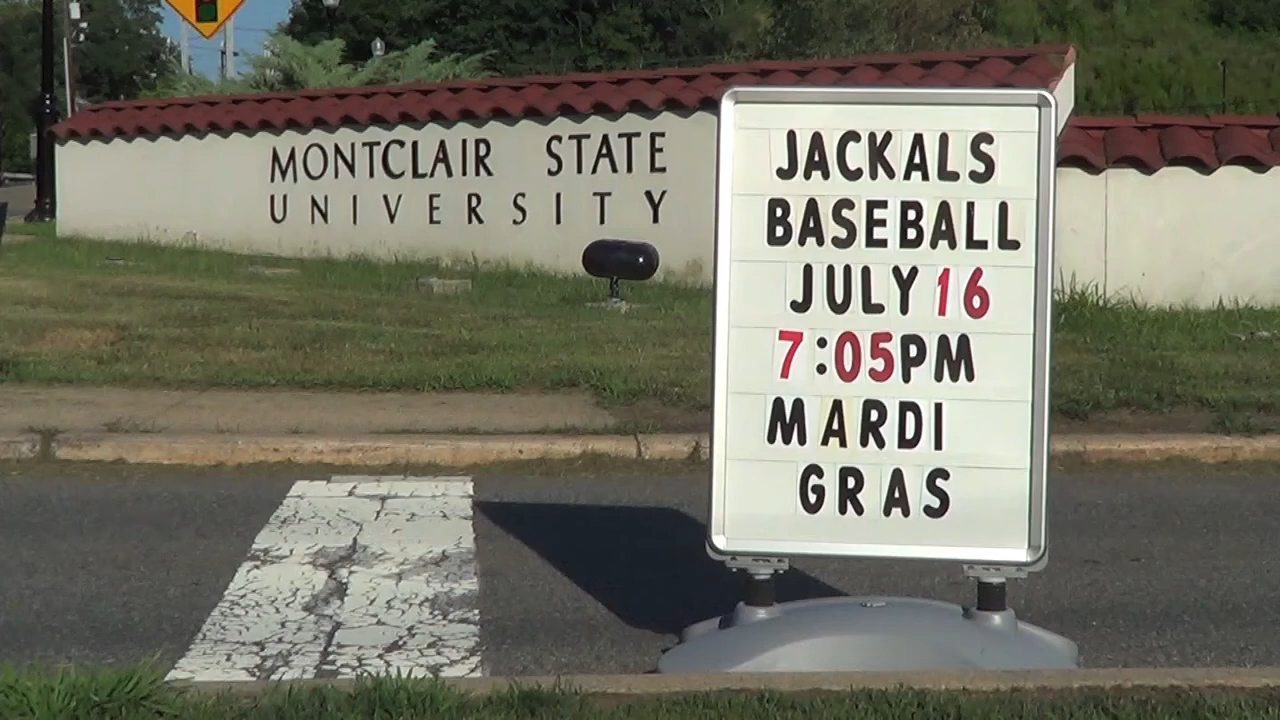 MONTCLAIR STATE
UNIVERSITY
JACKALS
BASEBALL
JULY 16
7:05PM
MARDI
GRAS